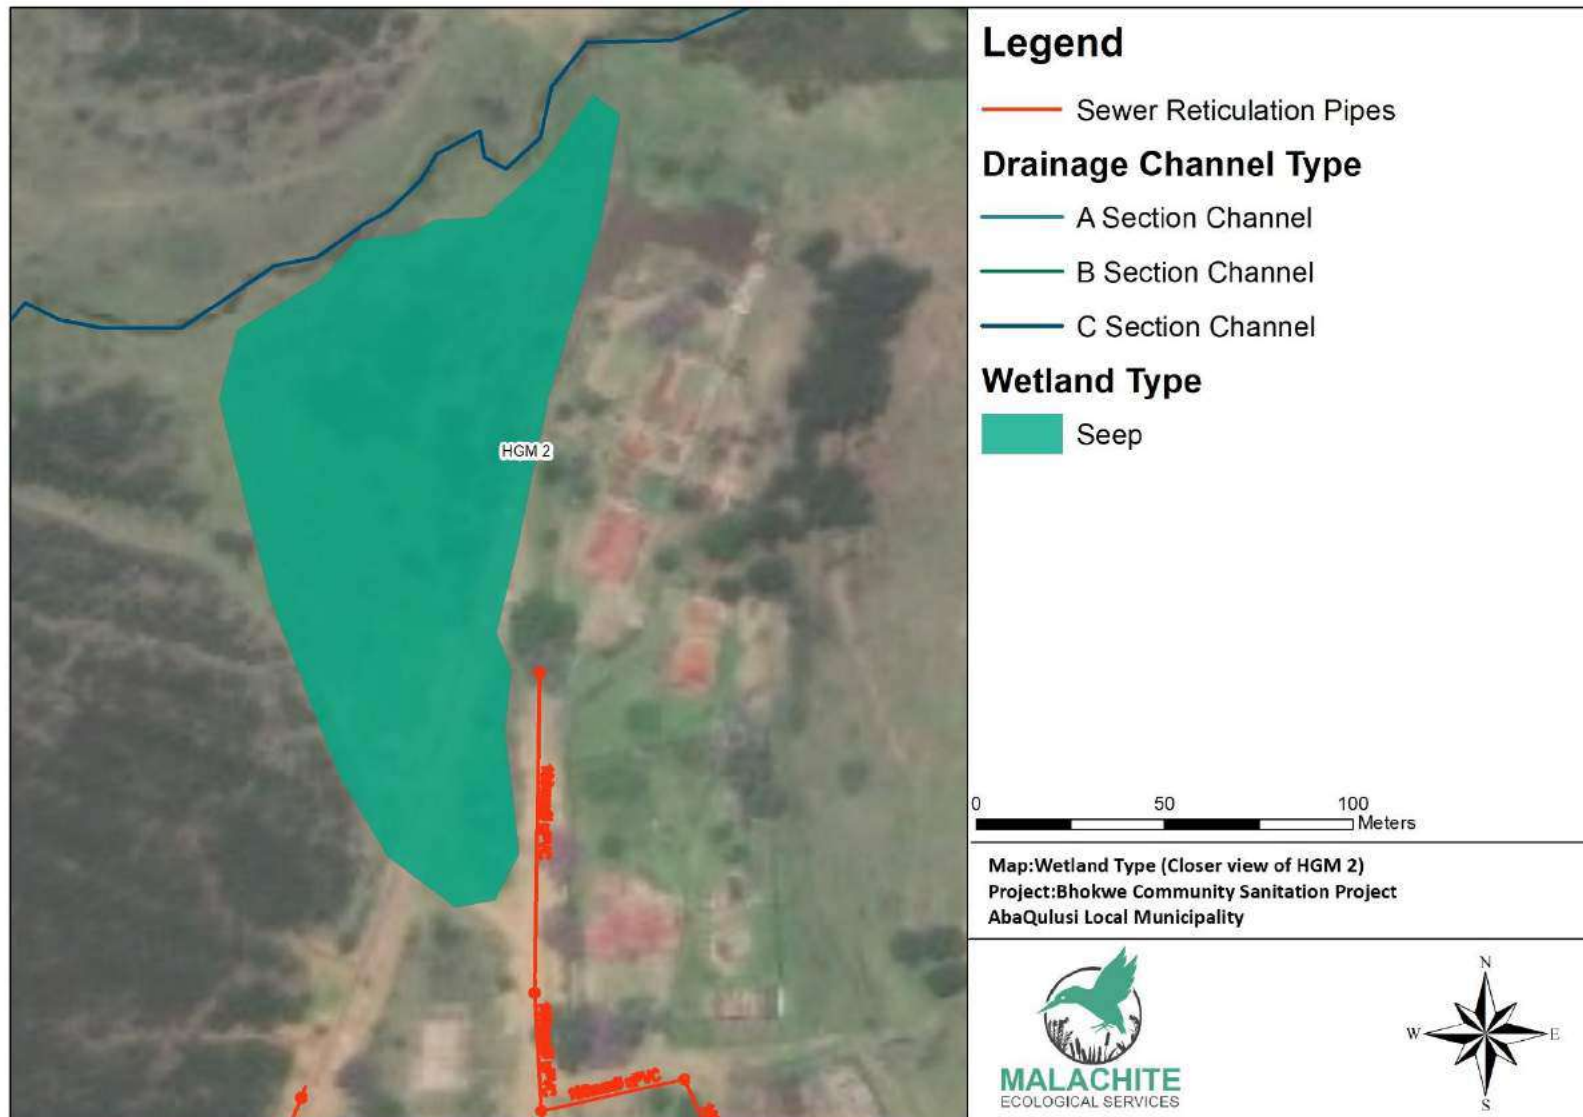 Legend
Sewer Reticulation Pipes
Drainage Channel Type
A Section Channel
B Section Channel
C Section Channel
Wetland Type
Seep
HGM 2
0 50 100
Meters
Map:Wetland Type (Closer view of HGM 2)
Project:Bhokwe Community Sanitation Project
AbaQulusi Local Municipality
MALACHITE
ECOLOGICAL SERVICES
N
W E
S
uPVC